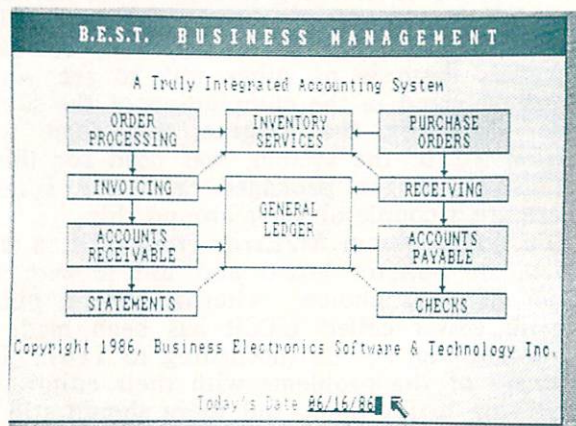 B.E.S.T. BUSINESS MANAGEMENT
A Truly Integrated Accounting System
ORDER
PROCESSING
INVENTORY
SERVICES
PURCHASE
ORDERS
INVOICING
GENERAL
LEDGER
RECEIVING
ACCOUNTS
RECEIVABLE
ACCOUNTS
PAYABLE
STATEMENTS
CHECKS
Copyright 1986, Business Electronics Software & Technology Inc.
Today's Date 06/16/86